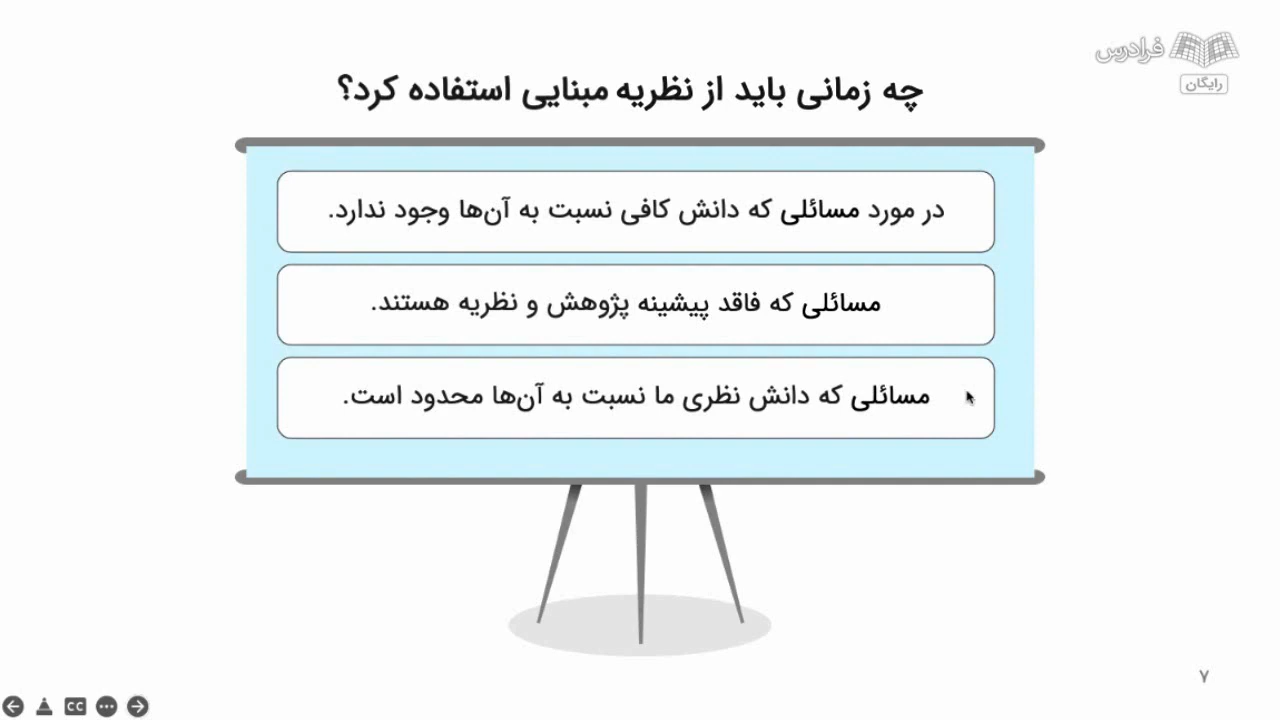 فرادرس
رایگان
چه زمانی باید از نظریه مبنایی استفاده کرد؟
در مورد مسائلی که دانش کافی نسبت به آن‌ها وجود ندارد.
مسائلی که فاقد پیشینه پژوهش و نظریه هستند.
مسائلی که دانش نظری ما نسبت به آن‌ها محدود است.
۷
CC